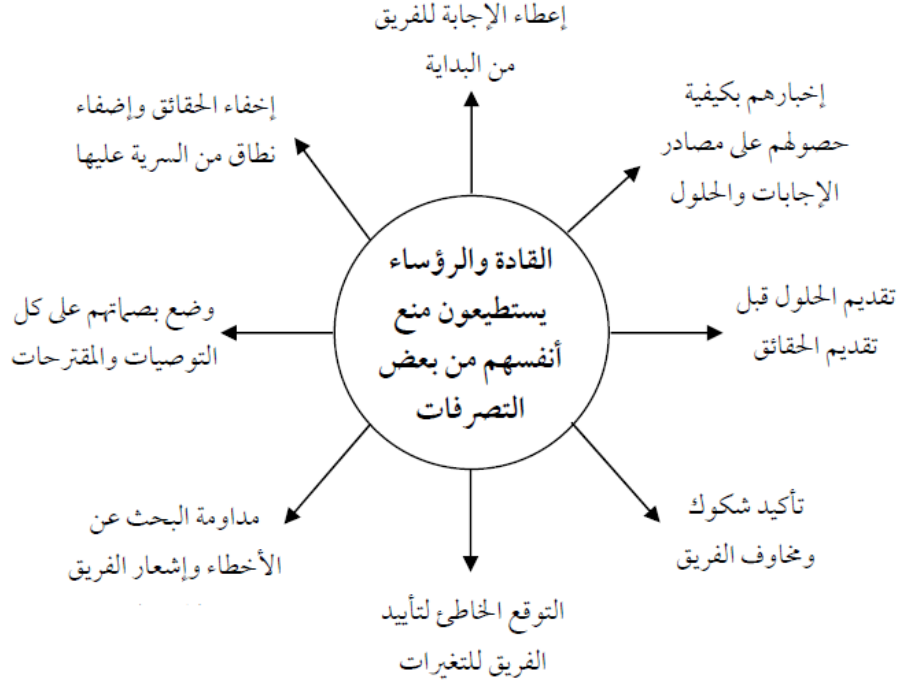 إعطاء الإجابة للفريق
من البداية
إخبارهم بكيفية
حصولهم على مصادر
الإجابات والحلول
تقديم الحلول قبل
تقديم الحقائق
تأكيد شكوك
ومخاوف الفريق
التوقع الخاطئ لتأييد
الفريق للتغيرات
مداومة البحث عن
الأخطاء وإشعار الفريق
وضع بصماتهم على كل
التوصيات والمقترحات
إخفاء الحقائق وإضفاء
نطاق من السرية عليها
القادة والرؤساء
يستطيعون منع
أنفسهم من بعض
التصرفات